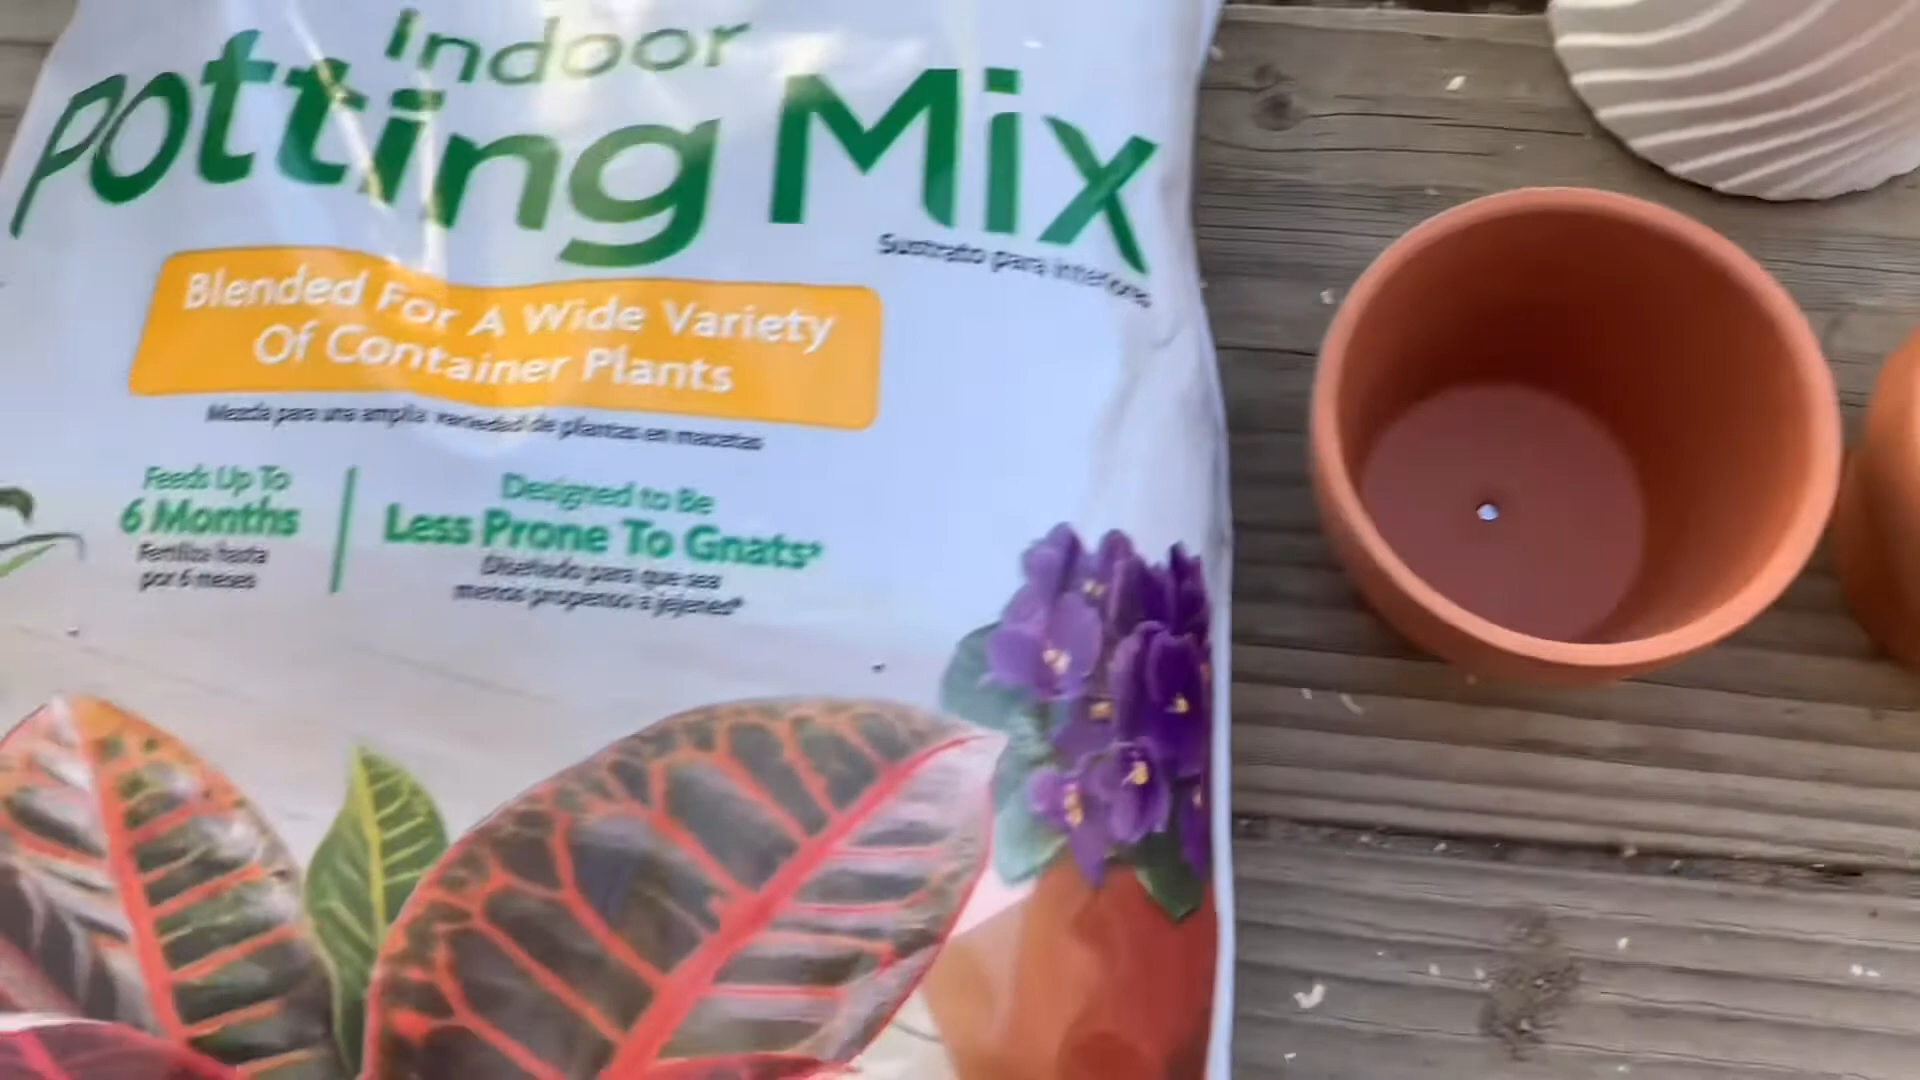 Indoor
Potting Mix
Sustrato para interiores
Blended For A Wide Variety
Of Container Plants
Mezcla para una amplia variedad de plantas en macetas
Feeds Up To
6 Months
Fertiliza hasta
por 6 meses
Designed to Be
Less Prone To Gnats*
Diseñado para que sea
menos propenso a jejenes*